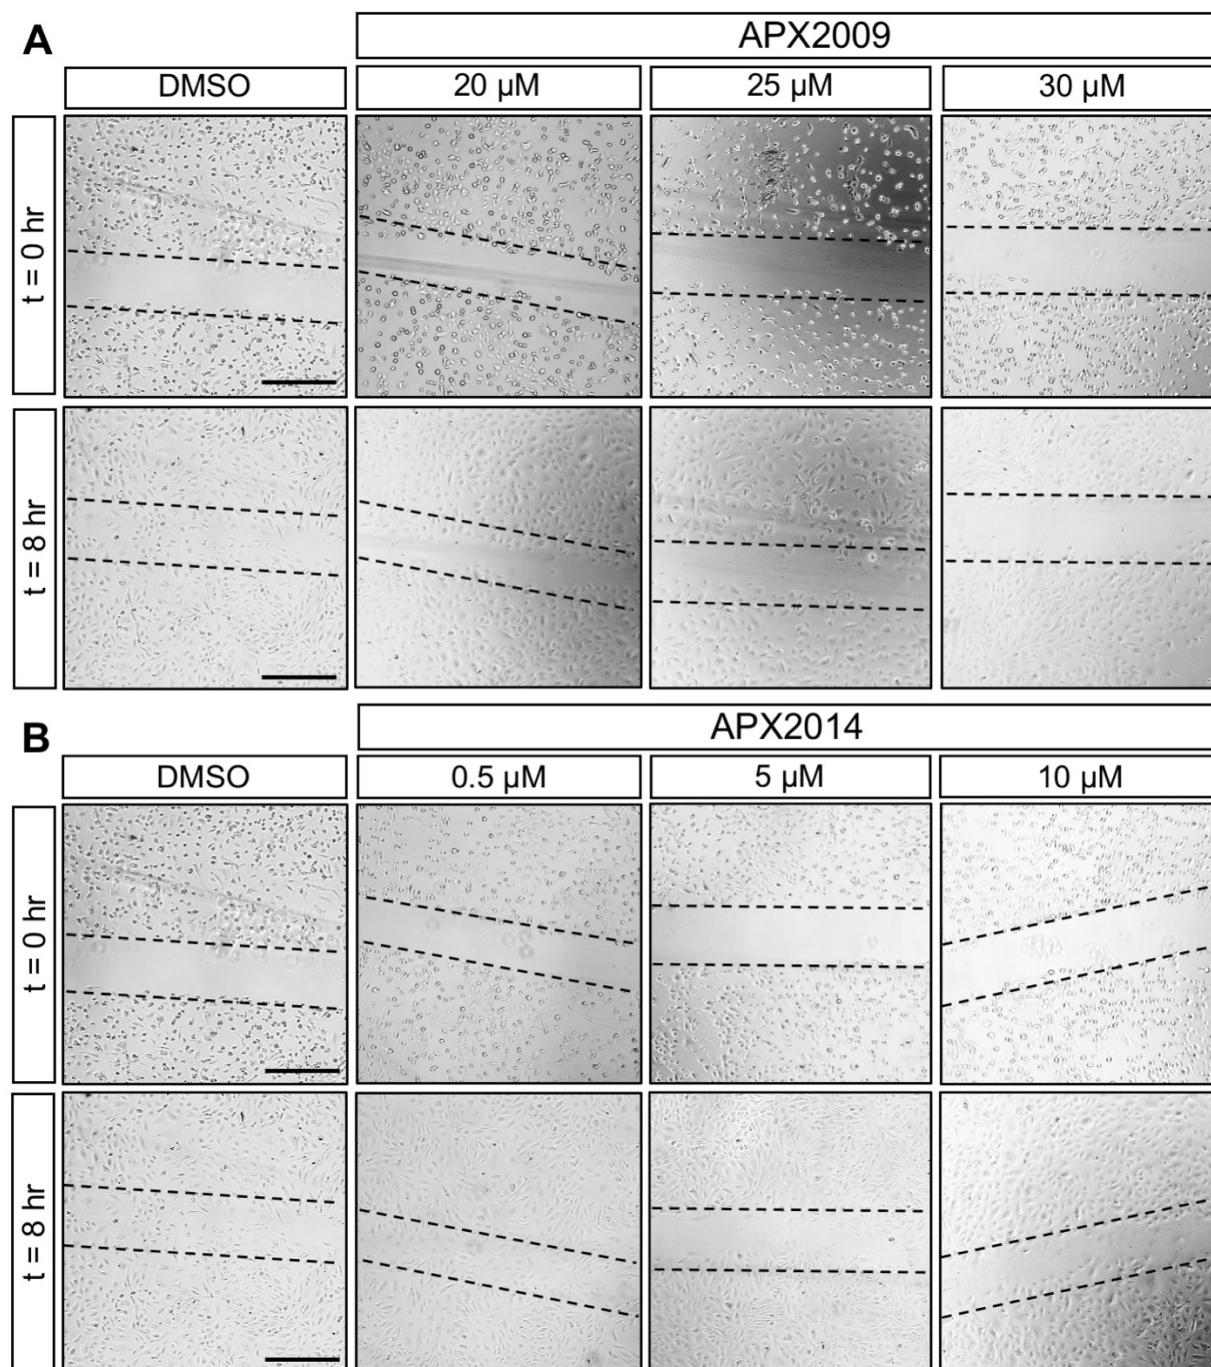 A
APX2009
DMSO
20 µM
25 µM
30 µM
t = 0 hr
t = 8 hr
B
APX2014
DMSO
0.5 µM
5 µM
10 µM
t = 0 hr
t = 8 hr